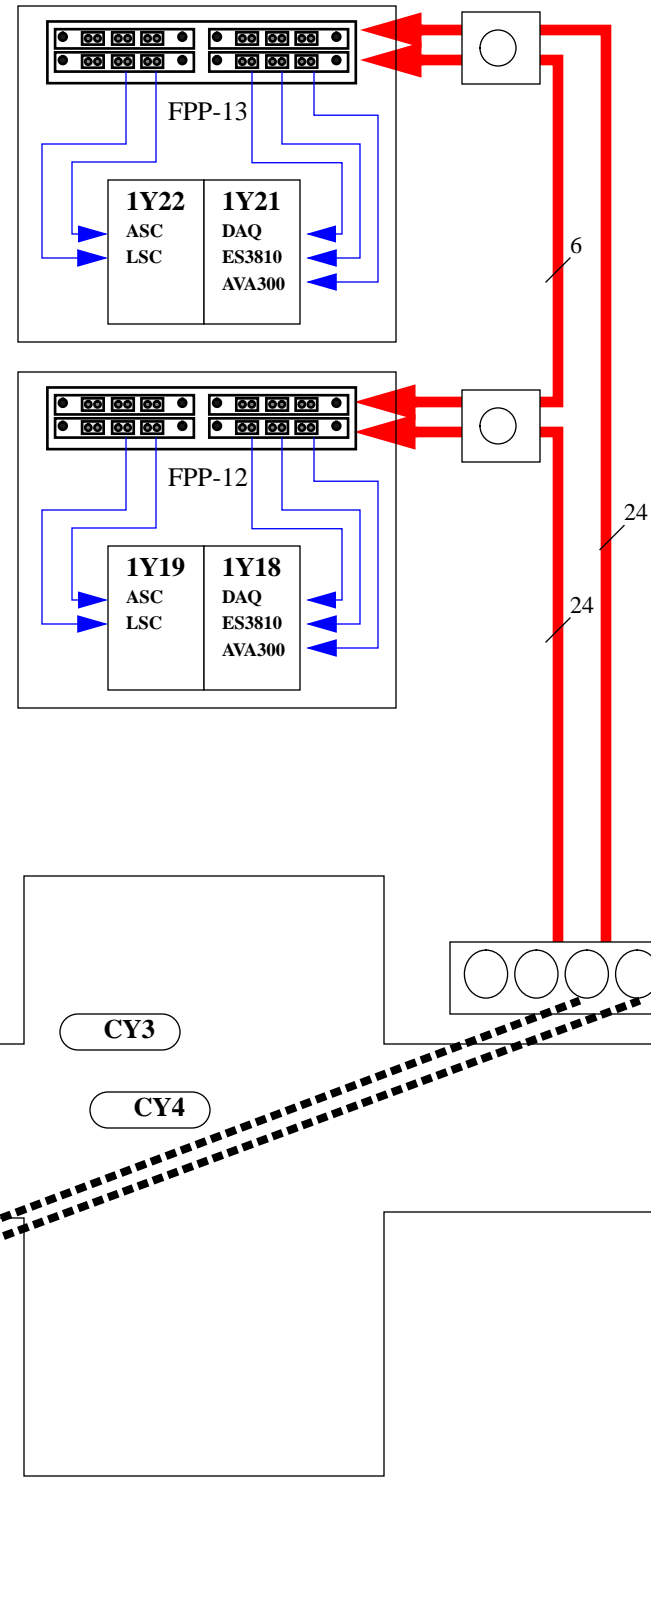 FPP-13
1Y22 1Y21
ASC DAQ
LSC ES3810
AVA300
6
FPP-12
24
1Y19 1Y18
ASC DAQ
24
LSC ES3810
AVA300
CY3
CY4